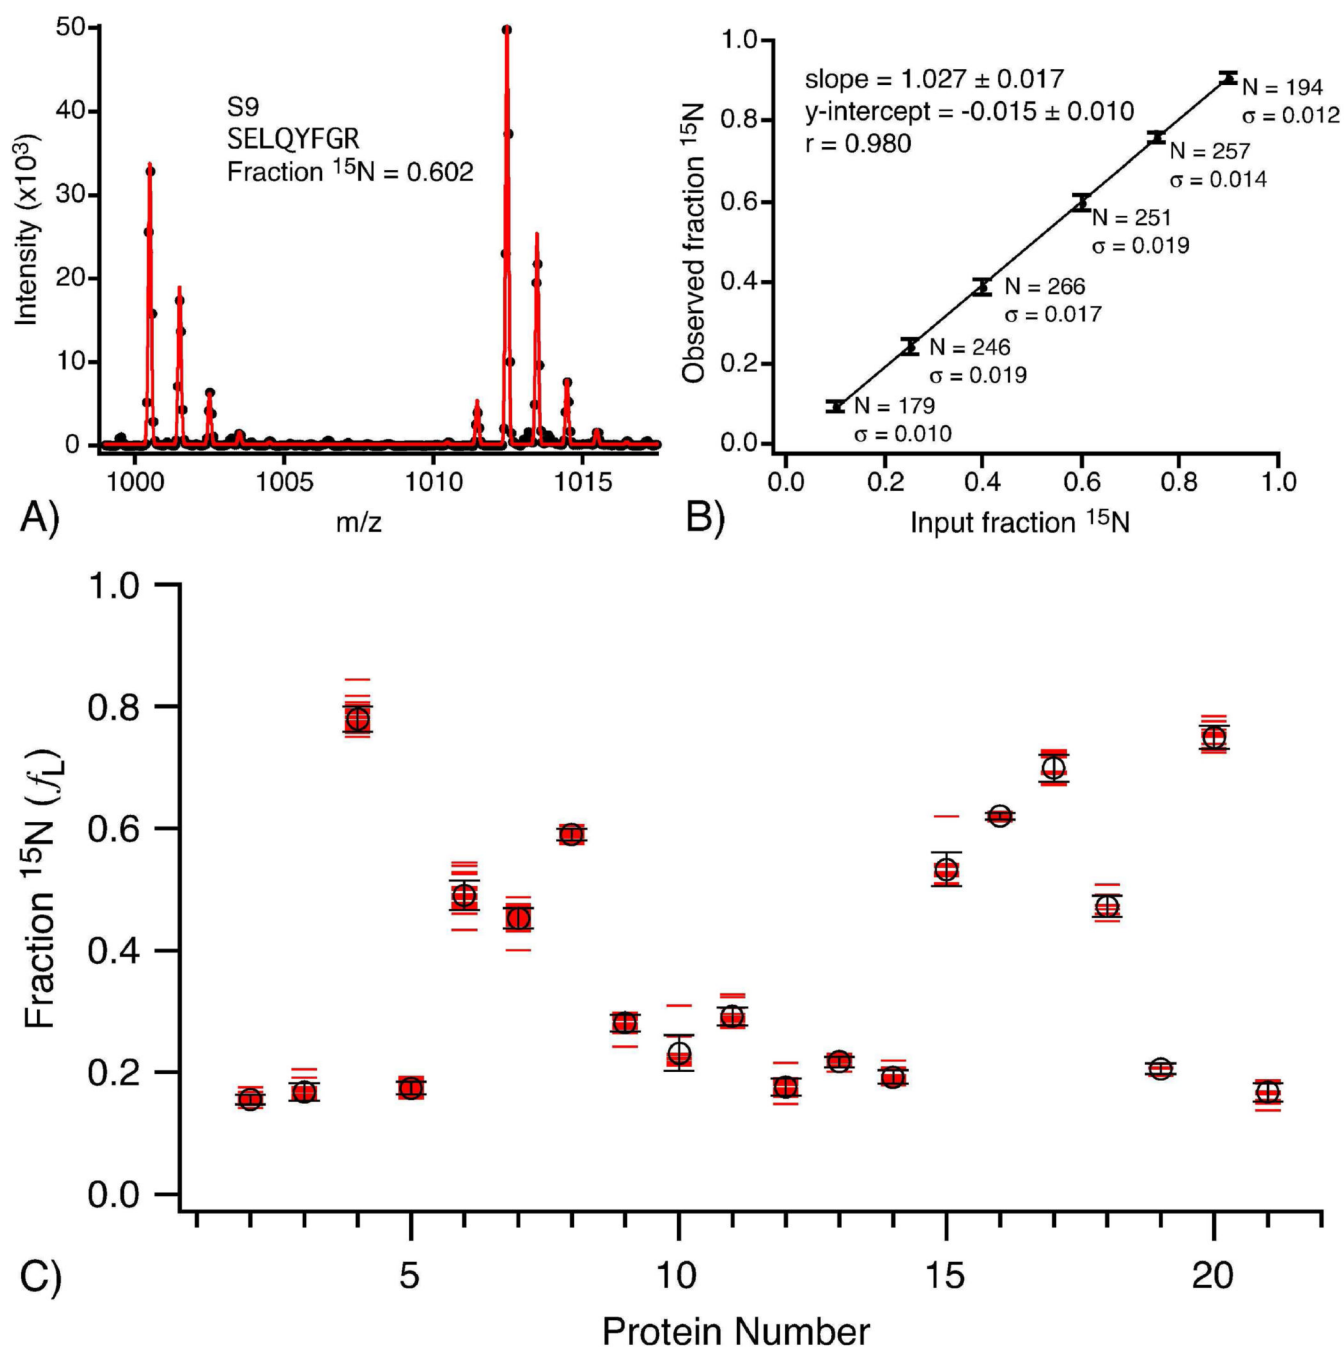 50
40
30
20
10
0
Intensity (x10³)
S9
SELQYFGR
Fraction ¹⁵N = 0.602
1000
1005
1010
1015
m/z
A)
1.0
0.8
0.6
0.4
0.2
0.0
Observed fraction ¹⁵N
slope = 1.027 ± 0.017
y-intercept = -0.015 ± 0.010
r = 0.980
N = 194
σ = 0.012
N = 257
σ = 0.014
N = 251
σ = 0.019
N = 266
σ = 0.017
N = 246
σ = 0.019
N = 179
σ = 0.010
0.0
0.2
0.4
0.6
0.8
1.0
Input fraction ¹⁵N
B)
1.0
0.8
0.6
0.4
0.2
0.0
Fraction ¹⁵N (fL)
5
10
15
20
Protein Number
C)